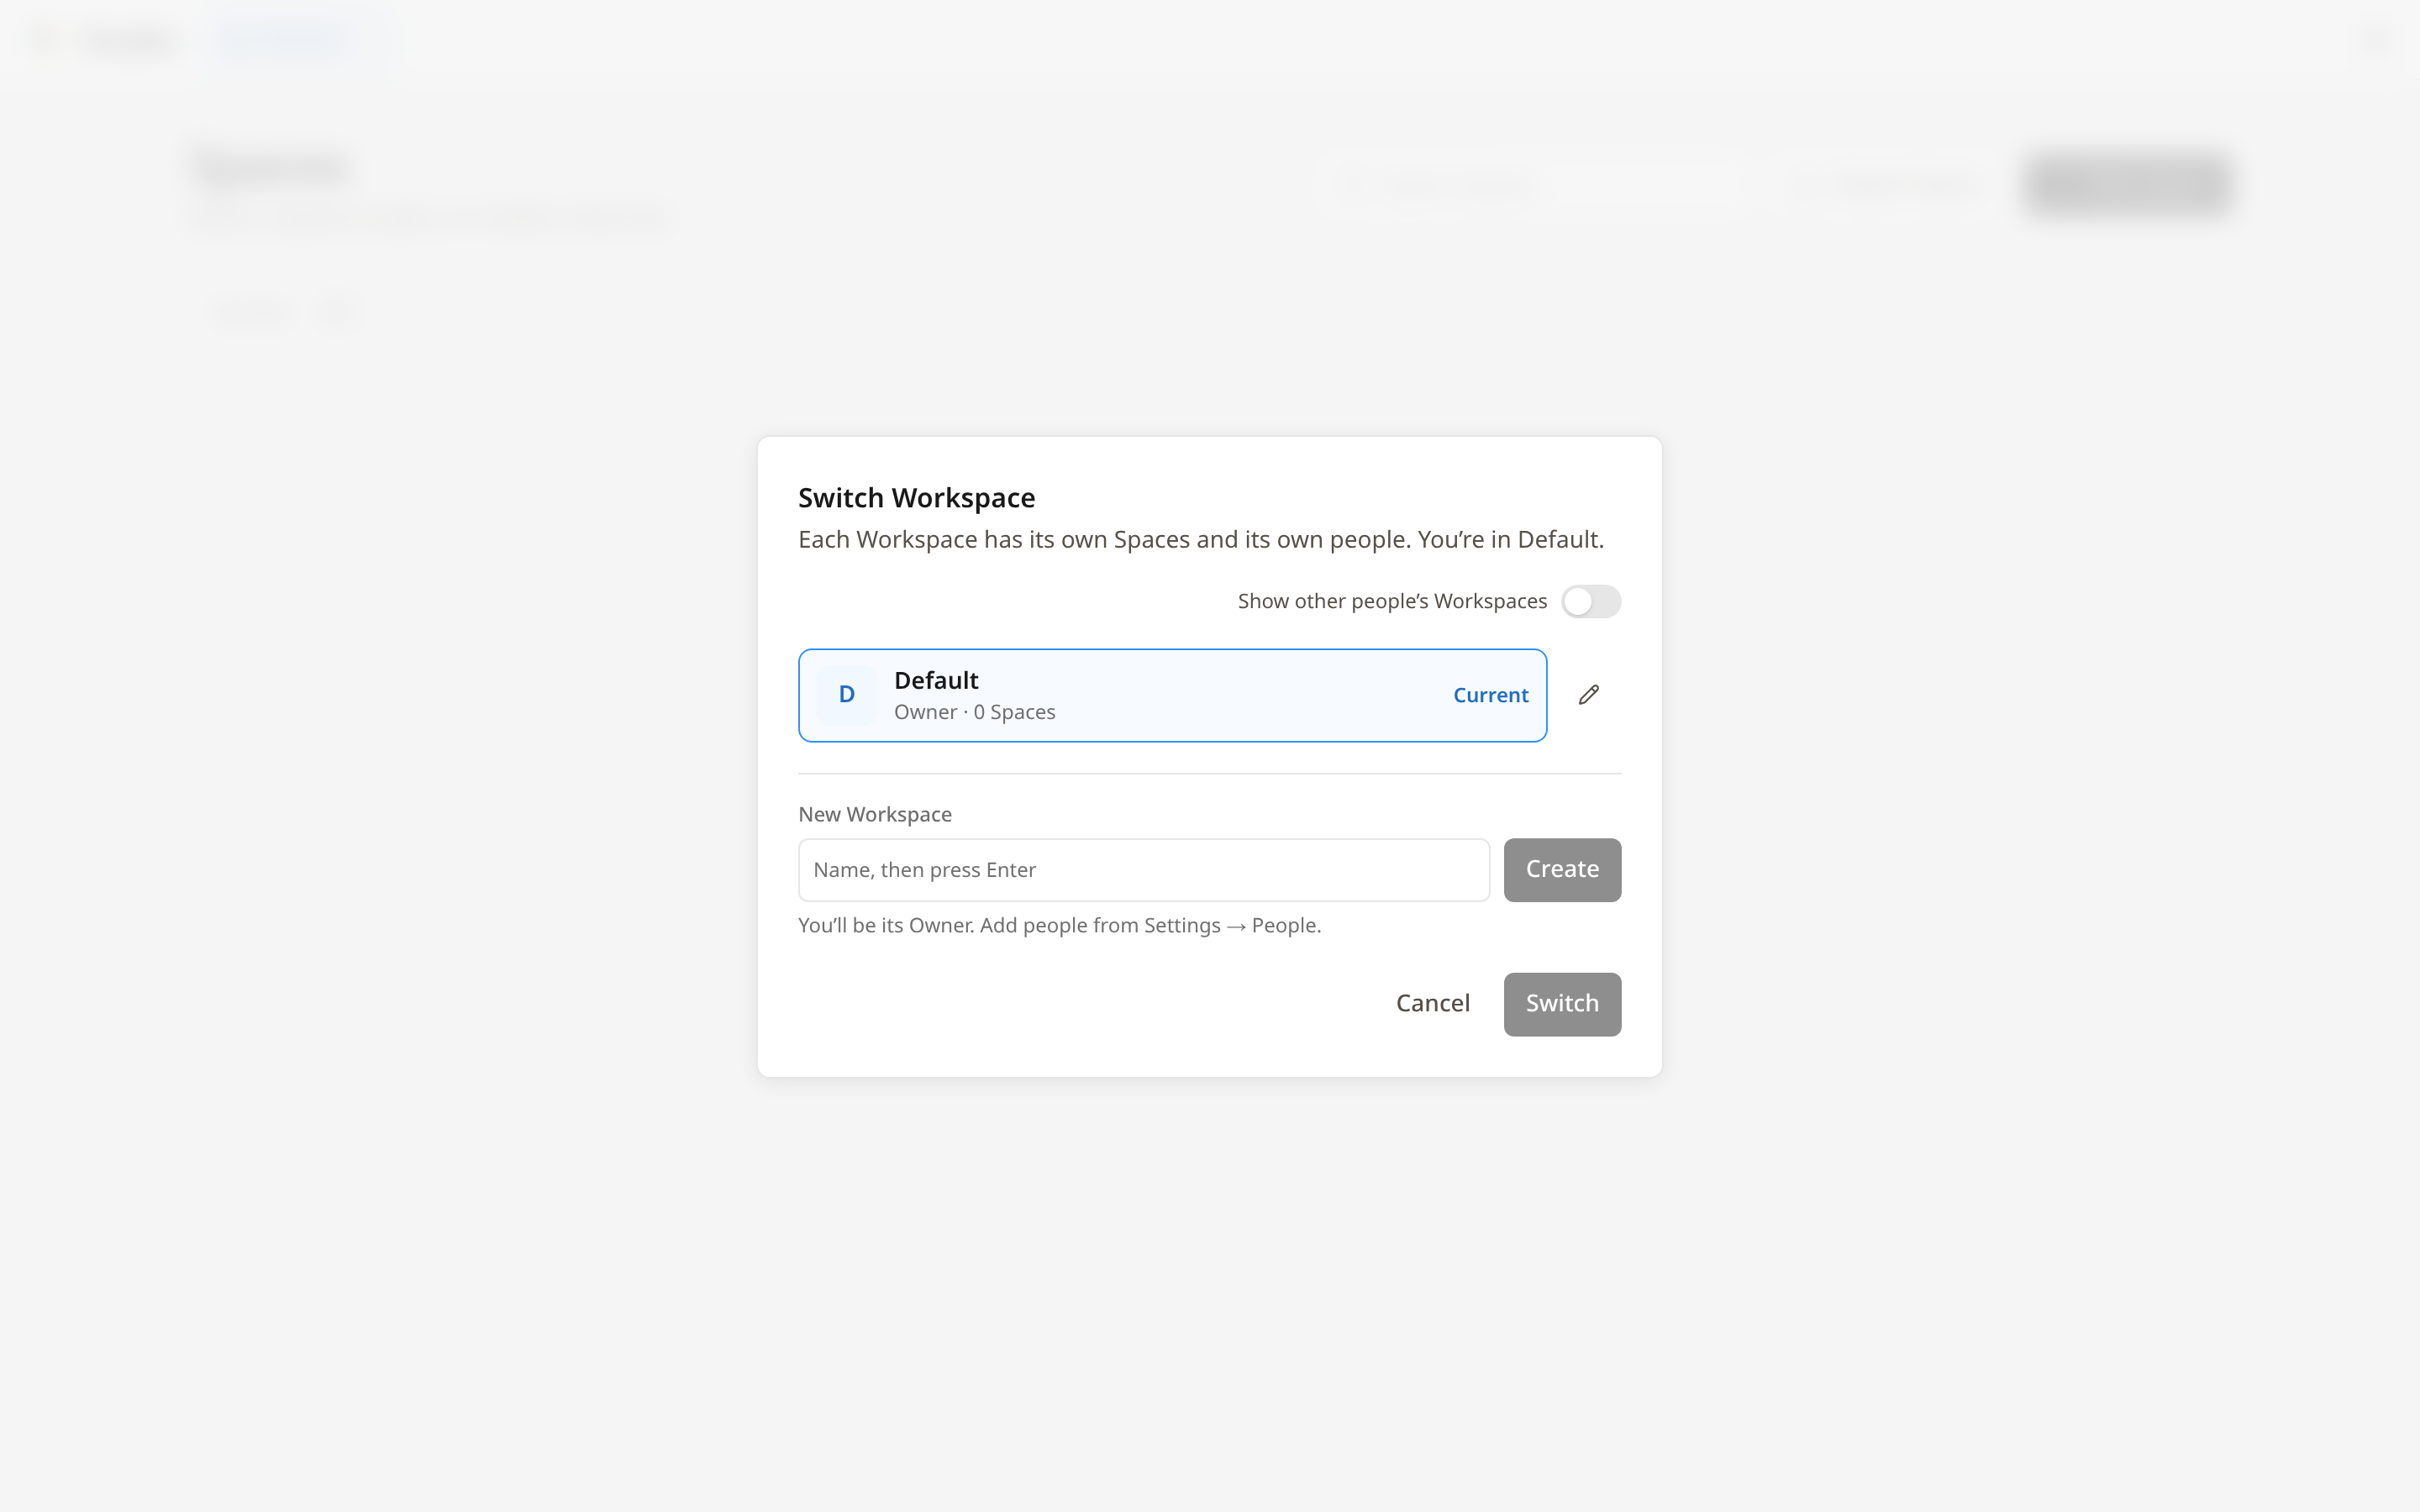 Switch Workspace
Each Workspace has its own Spaces and its own people. You’re in Default.
Show other people’s Workspaces
D
Default
Owner · 0 Spaces
Current
New Workspace
Name, then press Enter
Create
You’ll be its Owner. Add people from Settings → People.
Cancel
Switch